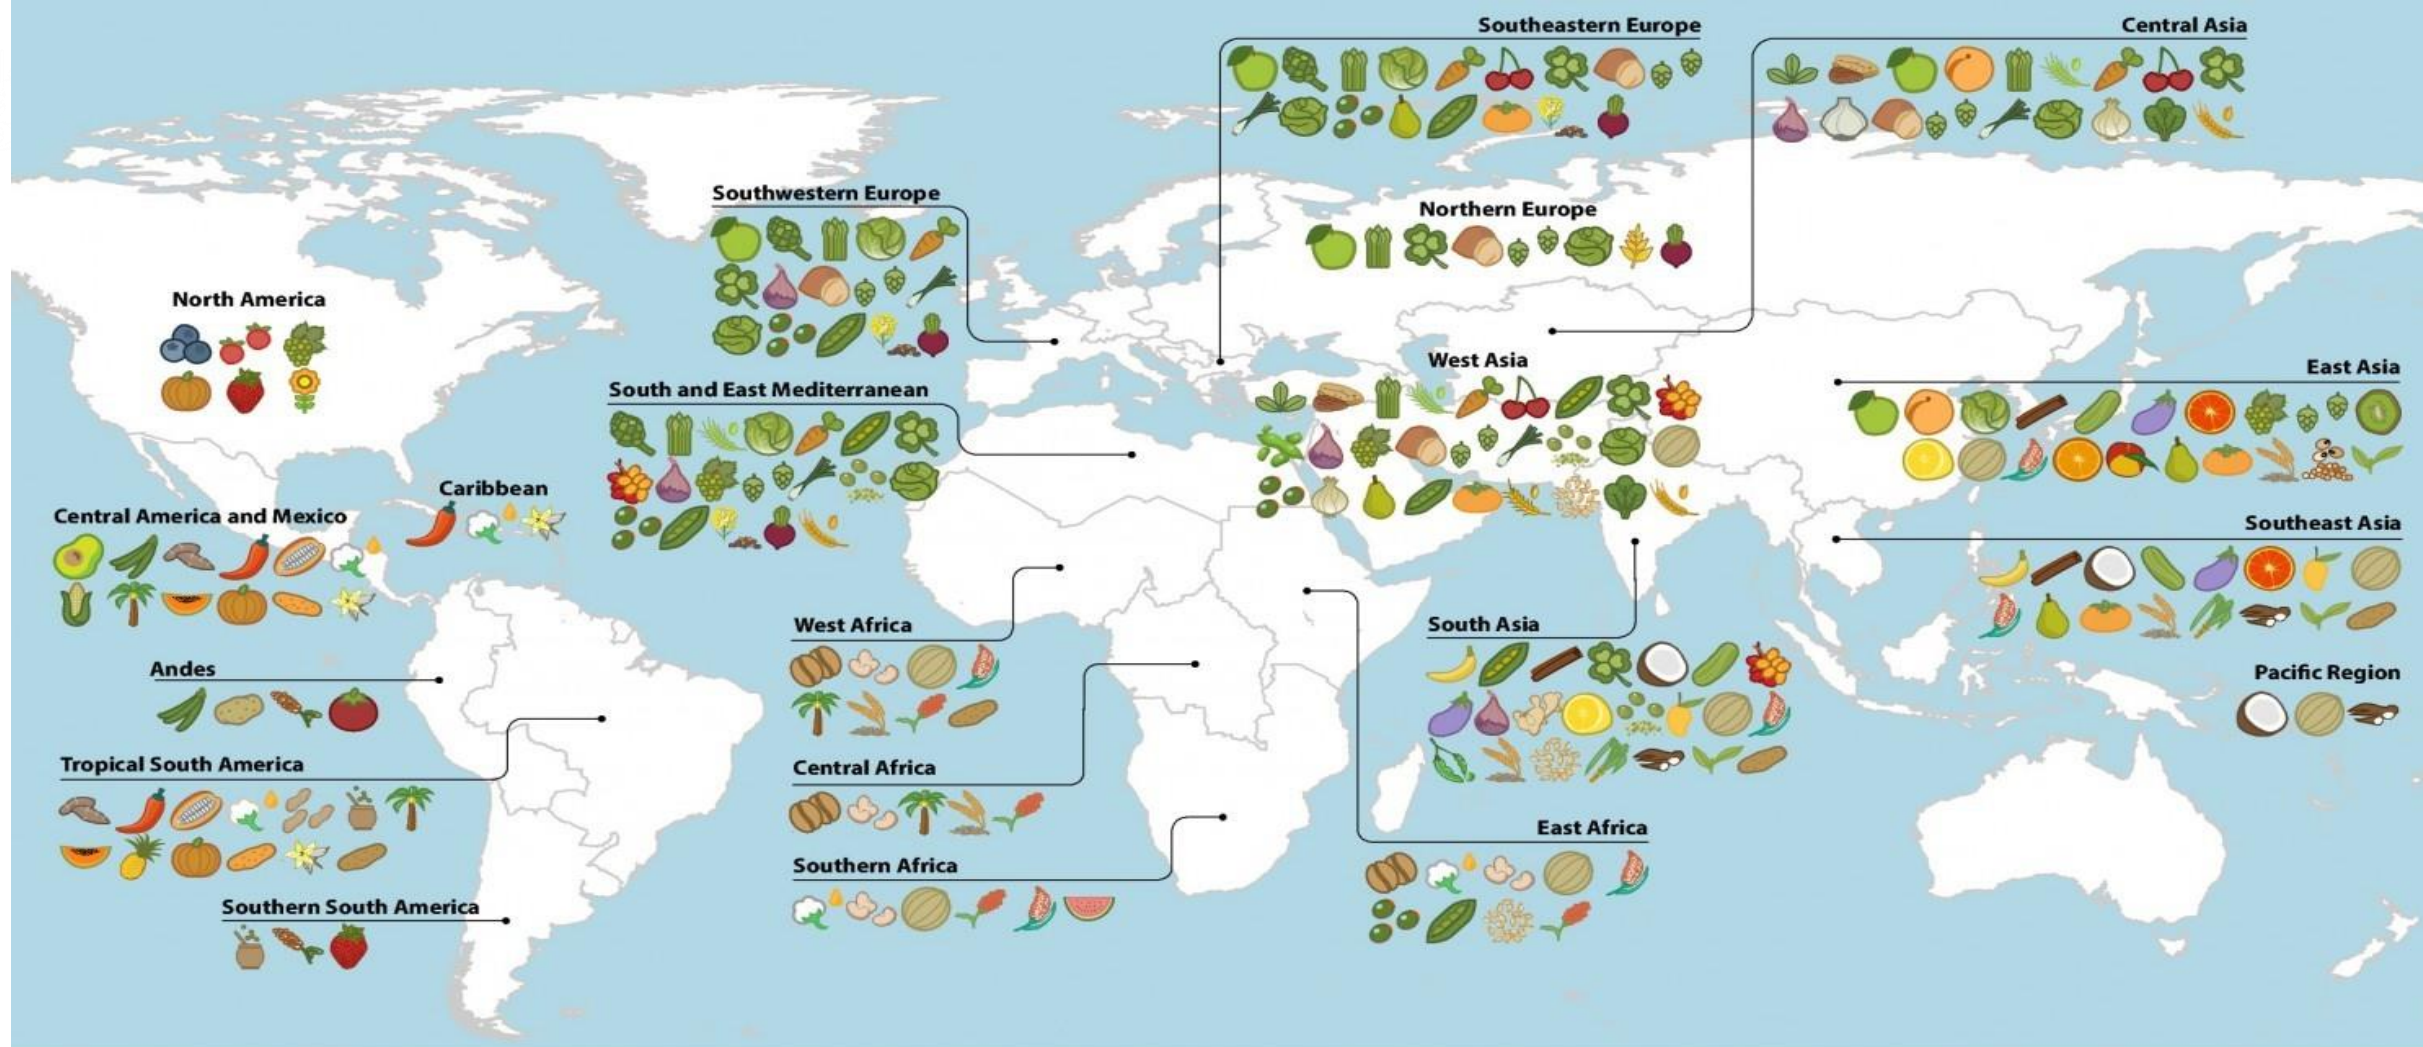 Southeastern Europe
Central Asia
Southwestern Europe
Northern Europe
North America
West Asia
East Asia
South and East Mediterranean
Caribbean
Central America and Mexico
Southeast Asia
West Africa
South Asia
Andes
Pacific Region
Tropical South America
Central Africa
East Africa
Southern Africa
Southern South America